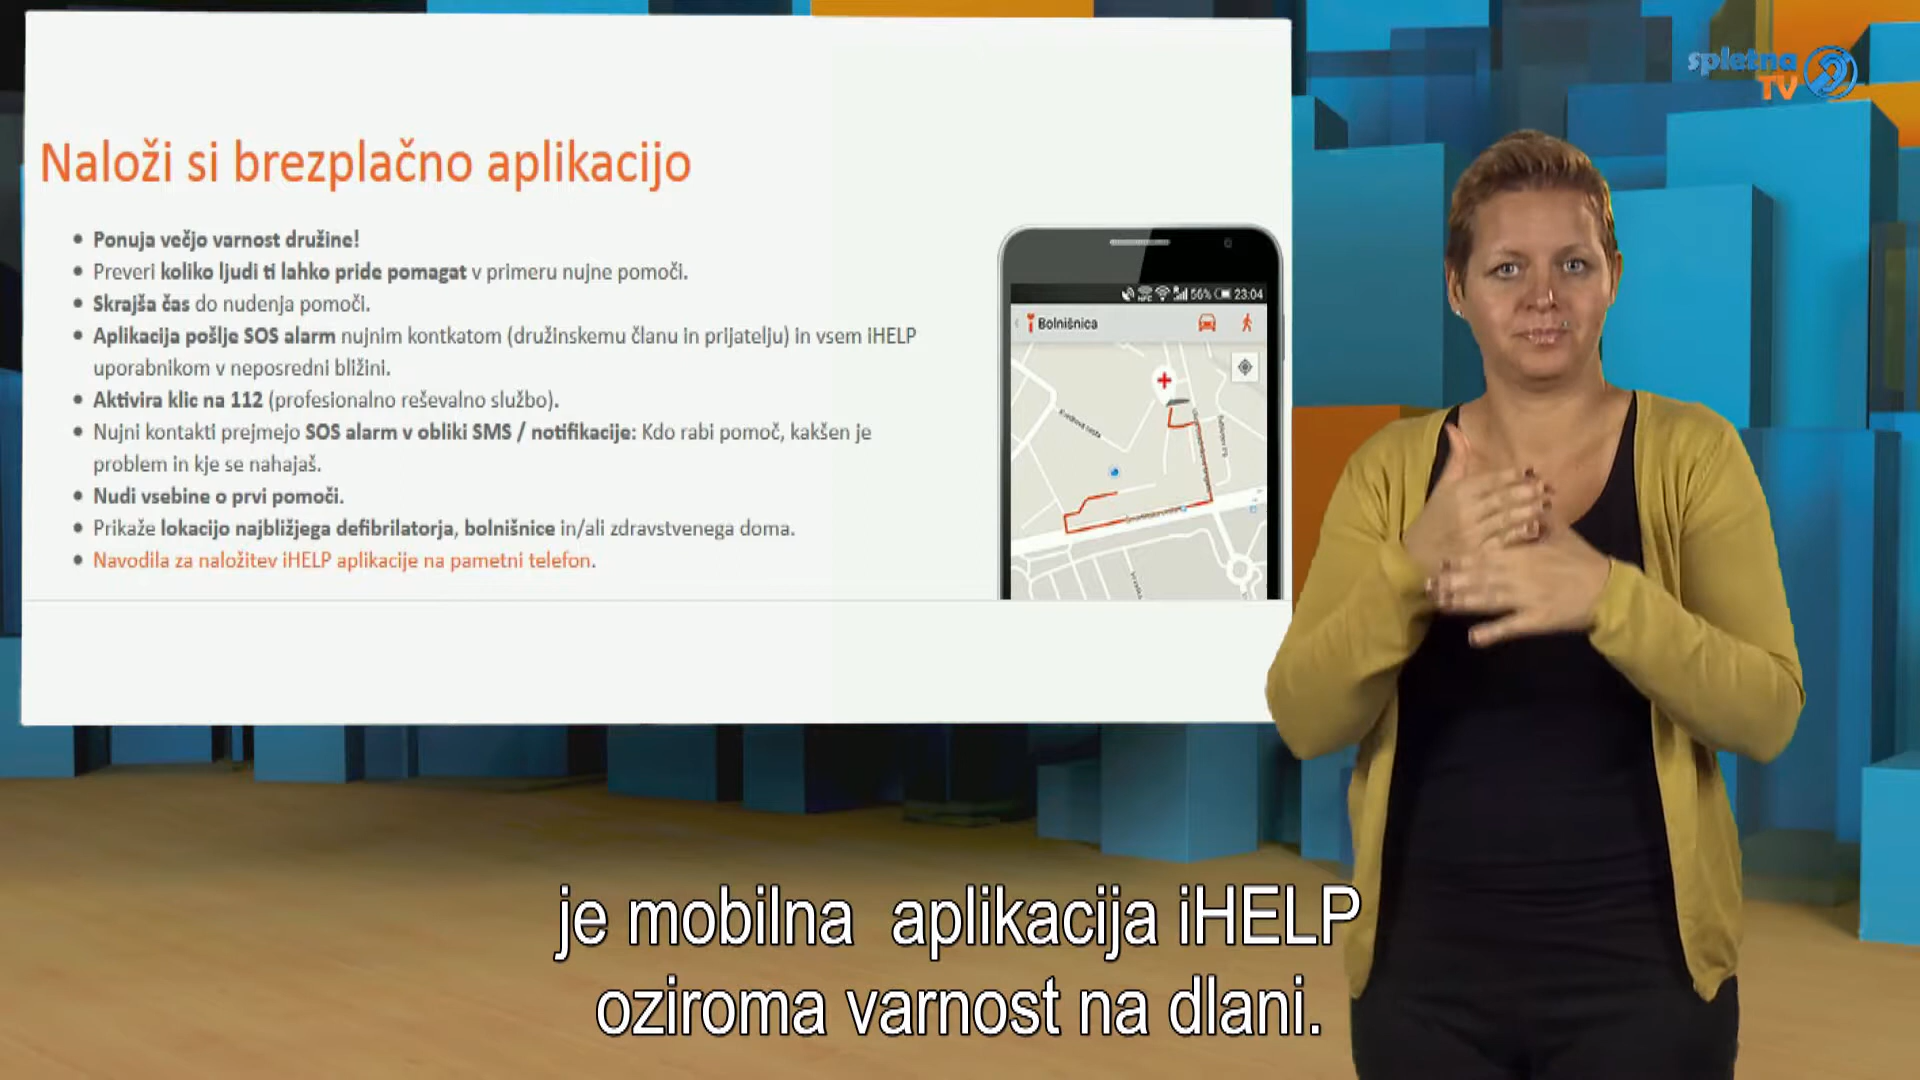 spletna
TV
Naloži si brezplačno aplikacijo
• Ponuja večjo varnost družine!
• Preveri koliko ljudi ti lahko pride pomagat v primeru nujne pomoči.
• Skrajša čas do nudenja pomoči.
• Aplikacija pošlje SOS alarm nujnim kontkatom (družinskemu članu in prijatelju) in vsem iHELP
uporabnikom v neposredni bližini.
• Aktivira klic na 112 (profesionalno reševalno službo).
• Nujni kontakti prejmejo SOS alarm v obliki SMS / notifikacije: Kdo rabi pomoč, kakšen je
problem in kje se nahajaš.
• Nudi vsebine o prvi pomoči.
• Prikaže lokacijo najbližjega defibrilatorja, bolnišnice in/ali zdravstvenega doma.
• Navodila za naložitev iHELP aplikacije na pametni telefon.
56% 23:04
Bolnišnica
je mobilna aplikacija iHELP
oziroma varnost na dlani.